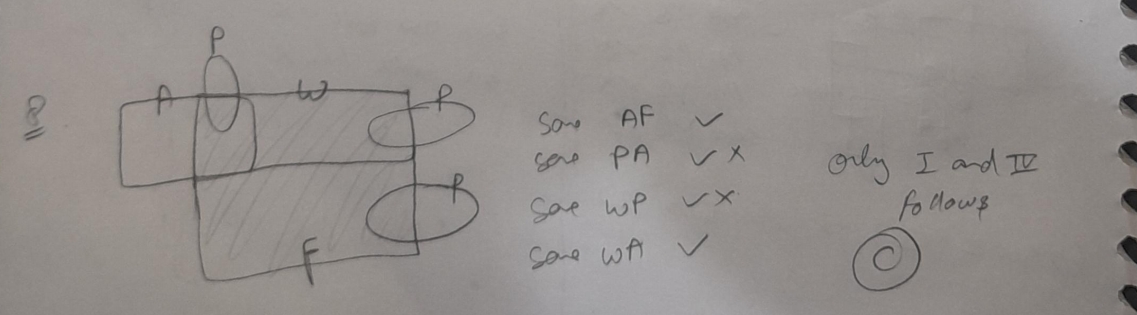 8
P
A
W
P
P
F
Some AF ✓
Some PA ✓ x
Some WP ✓ x
Some WA ✓
Only I and IV
follows
C